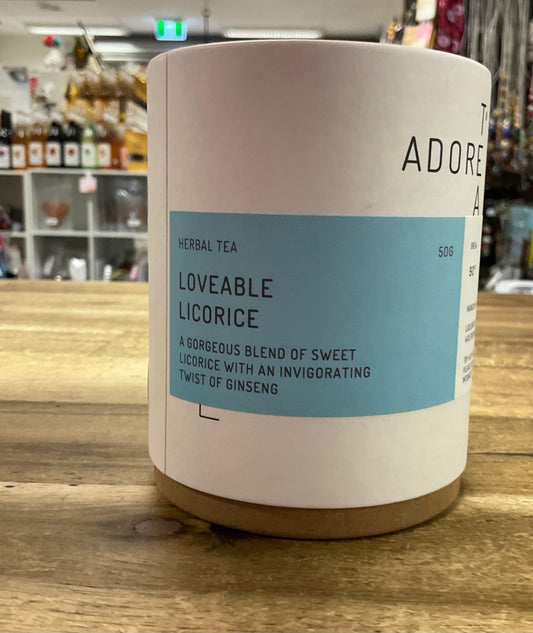 T
ADORE
A
HERBAL TEA
50G
LOVEABLE
LICORICE
A GORGEOUS BLEND OF SWEET
LICORICE WITH AN INVIGORATING
TWIST OF GINSENG